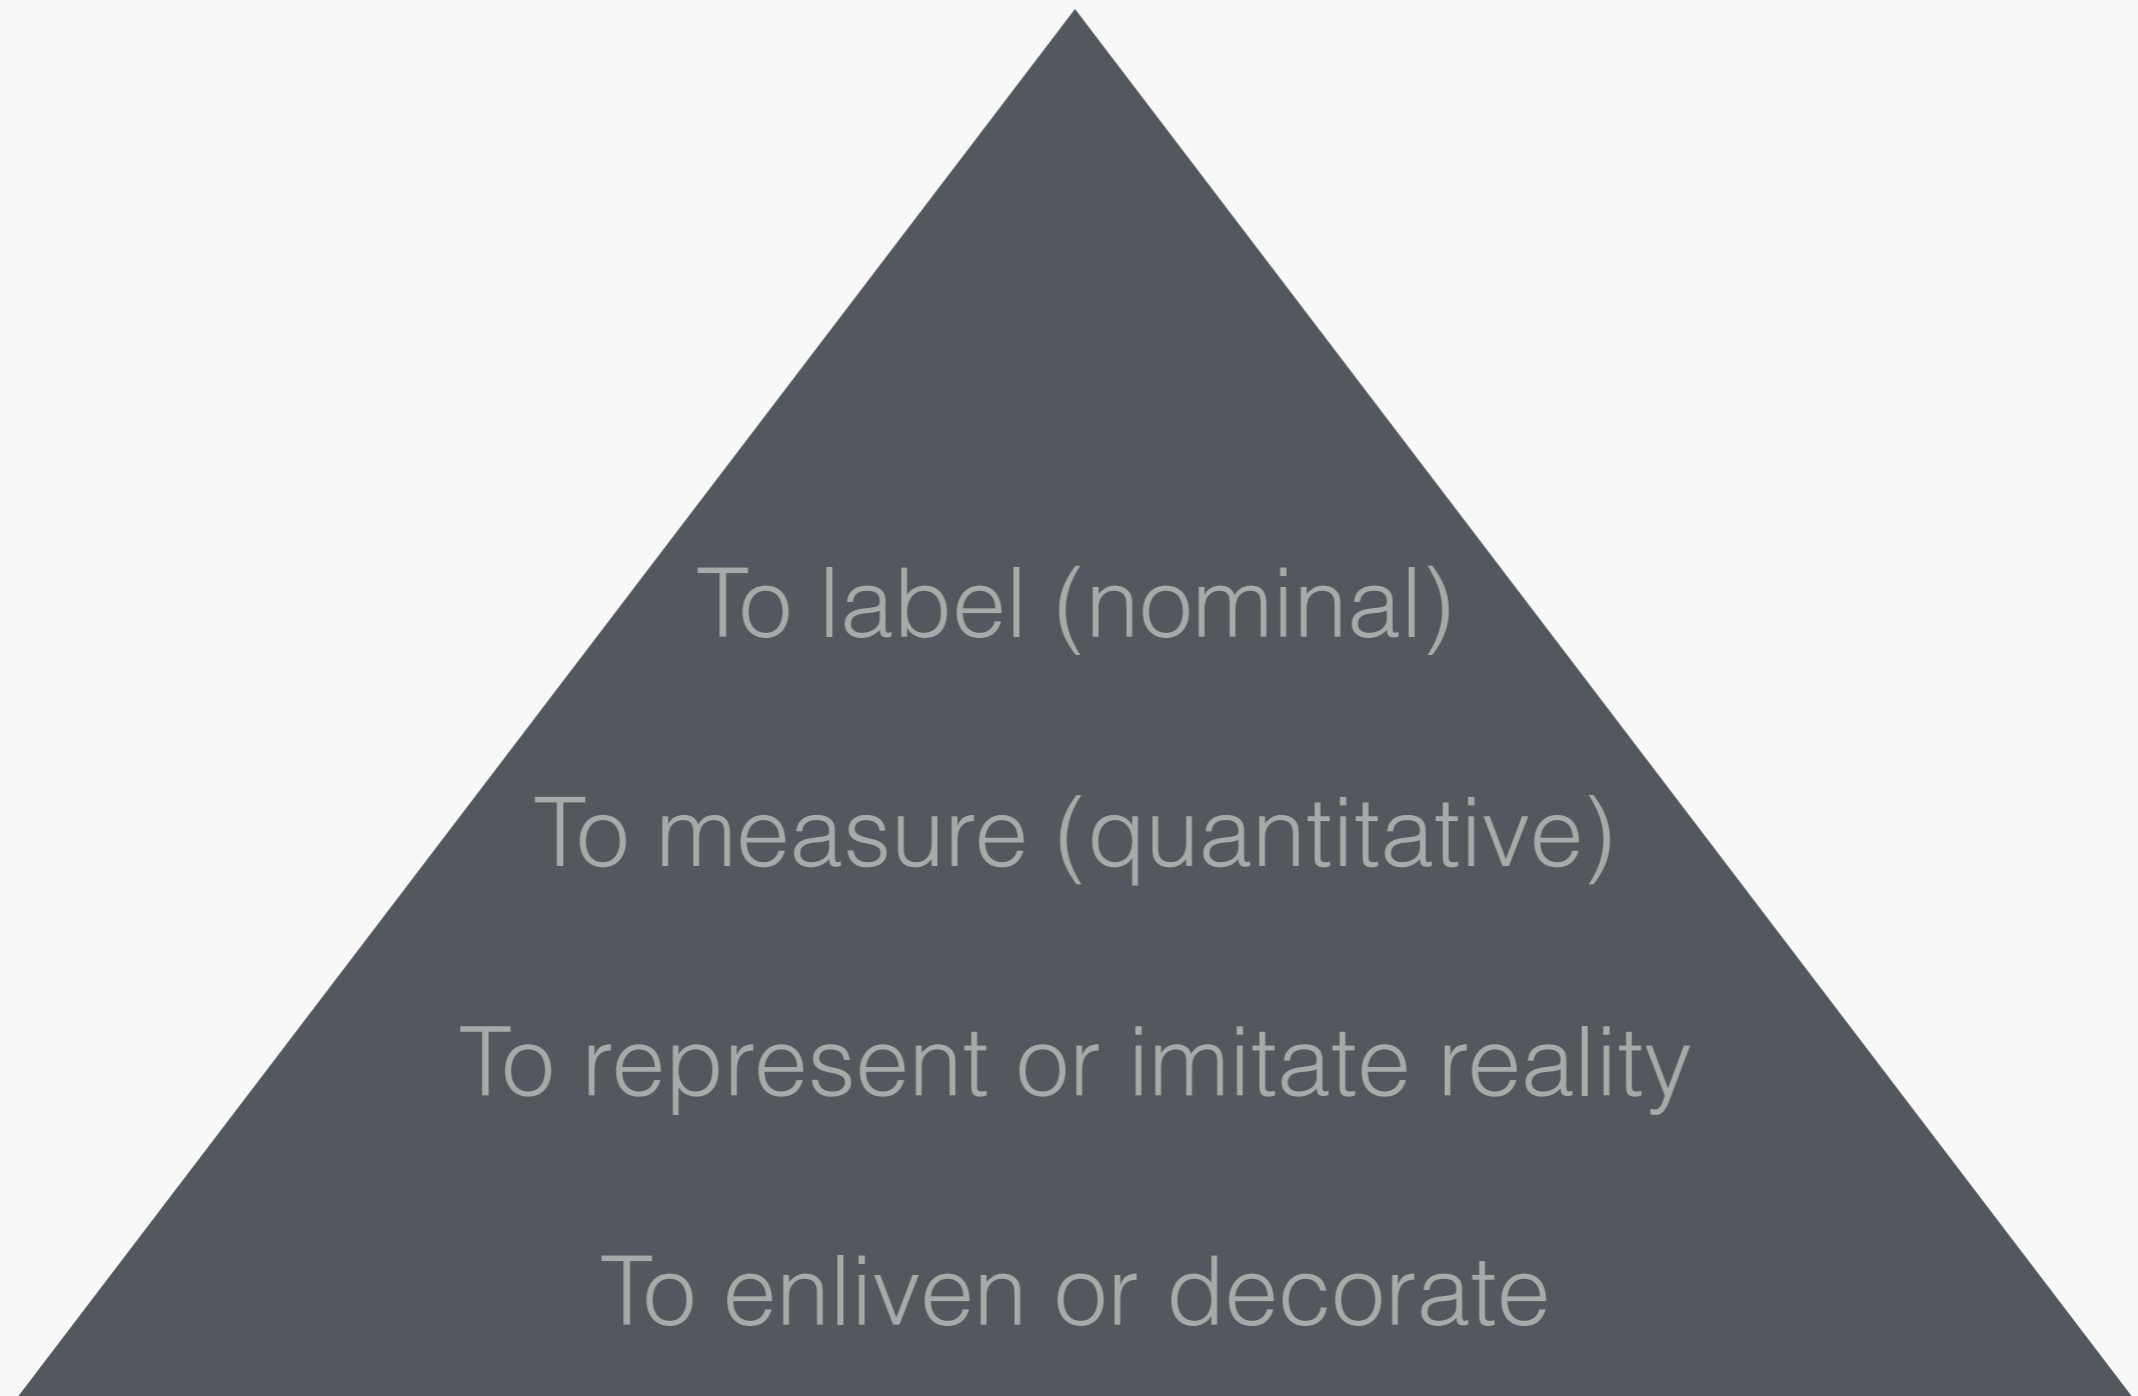 To label (nominal)
To measure (quantitative)
To represent or imitate reality
To enliven or decorate